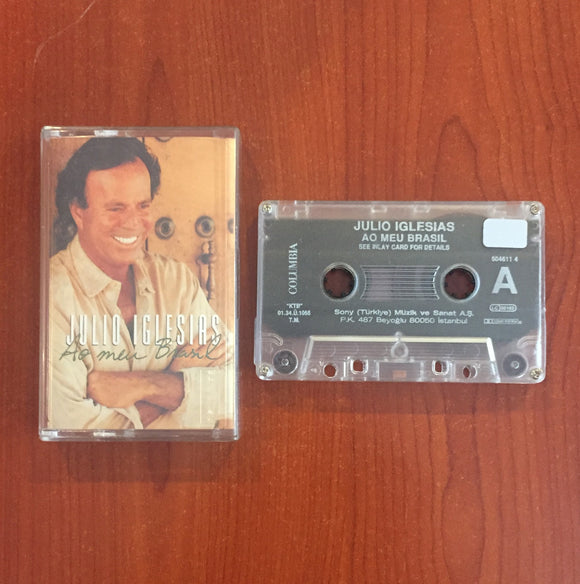 JULIO IGLESIAS
Ao meu Brasil
JULIO IGLESIAS
AO MEU BRASIL
SEE INLAY CARD FOR DETAILS
COLUMBIA
504611 4
A
"KTB"
01.34.Ü.1055
T.M.
Sony (Türkiye) Müzik ve Sanat A.Ş.
P.K. 487 Beyoğlu 80050 İstanbul